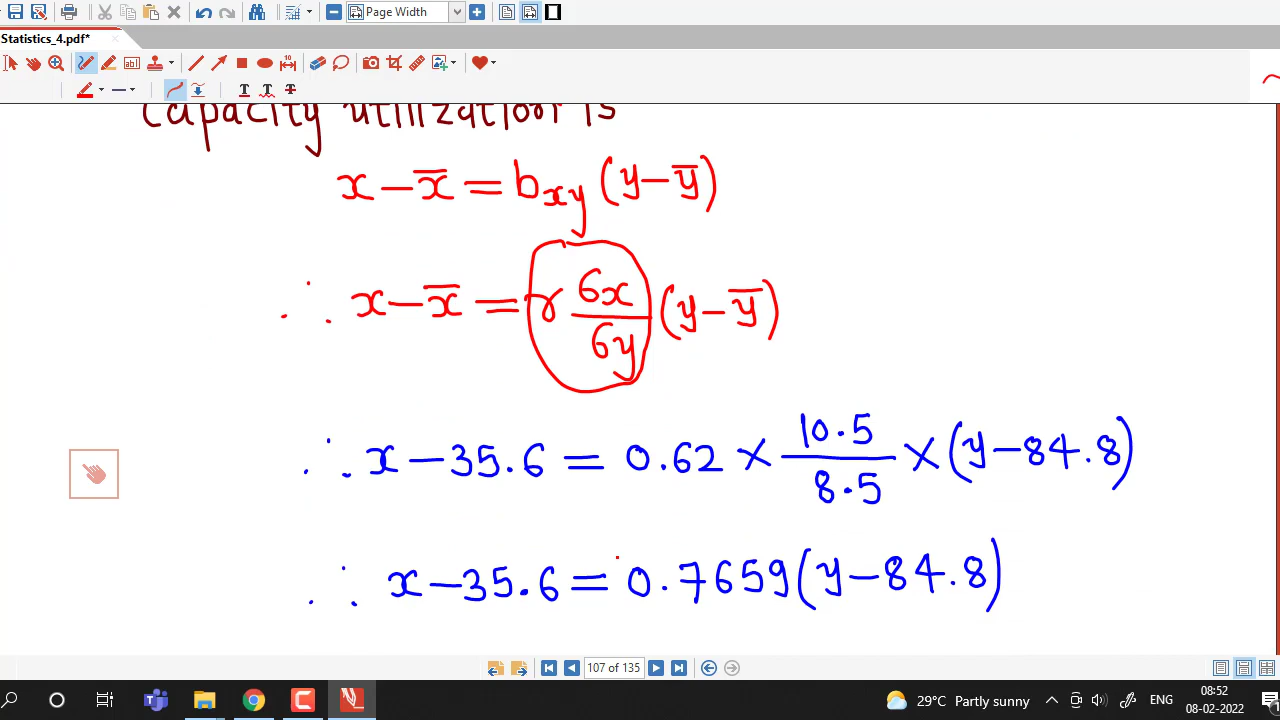 Page Width
Statistics_4.pdf*
Capacity utilization is
x − x̅ = b_xy (y − y̅)
∴ x − x̅ = r σx/σy (y − y̅)
∴ x − 35.6 = 0.62 × 10.5/8.5 × (y − 84.8)
∴ x − 35.6 = 0.7659 (y − 84.8)
107 of 135
29°C Partly sunny
ENG
08:52
08-02-2022